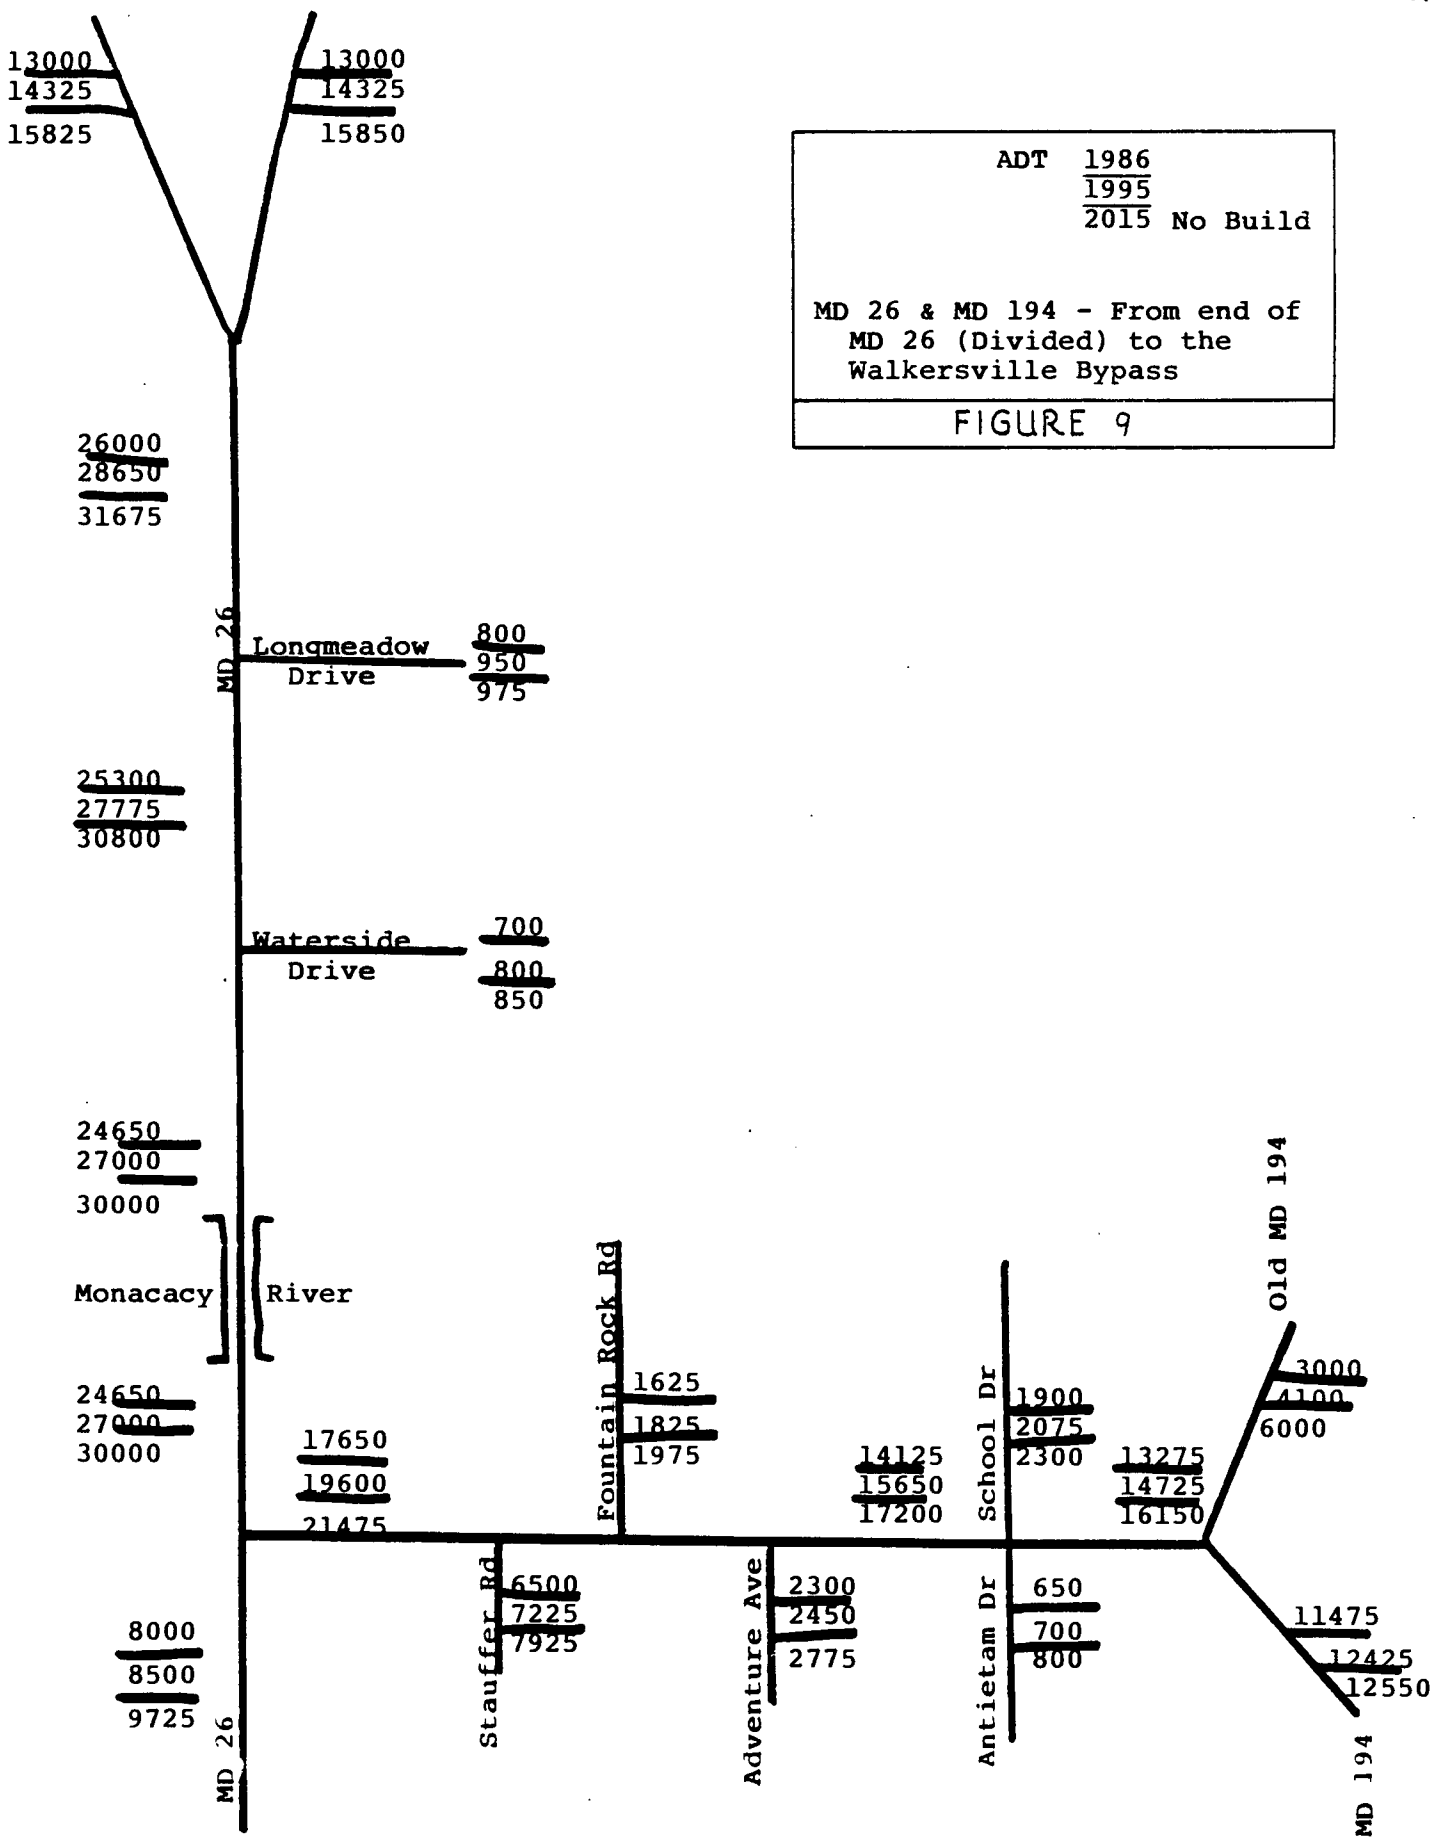 13000
14325
15825
13000
14325
15850
ADT 1986
1995
2015 No Build
MD 26 & MD 194 - From end of
MD 26 (Divided) to the
Walkersville Bypass
FIGURE 9
26000
28650
31675
MD 26
Longmeadow
Drive
800
950
975
25300
27775
30800
Waterside
Drive
700
800
850
24650
27000
30000
Monacacy River
24650
27000
30000
17650
19600
21475
Fountain Rock Rd
1625
1825
1975
14125
15650
17200
School Dr
1900
2075
2300
13275
14725
16150
Old MD 194
3000
4100
6000
8000
8500
9725
MD 26
Stauffer Rd
6500
7225
7925
Adventure Ave
2300
2450
2775
Antietam Dr
650
700
800
11475
12425
12550
MD 194